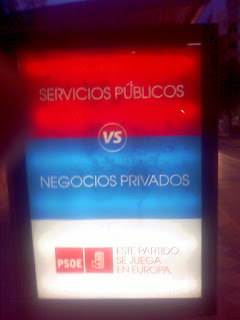 SERVICIOS PÚBLICOS
VS
NEGOCIOS PRIVADOS
PSOE
ESTE PARTIDO
SE JUEGA
EN EUROPA.